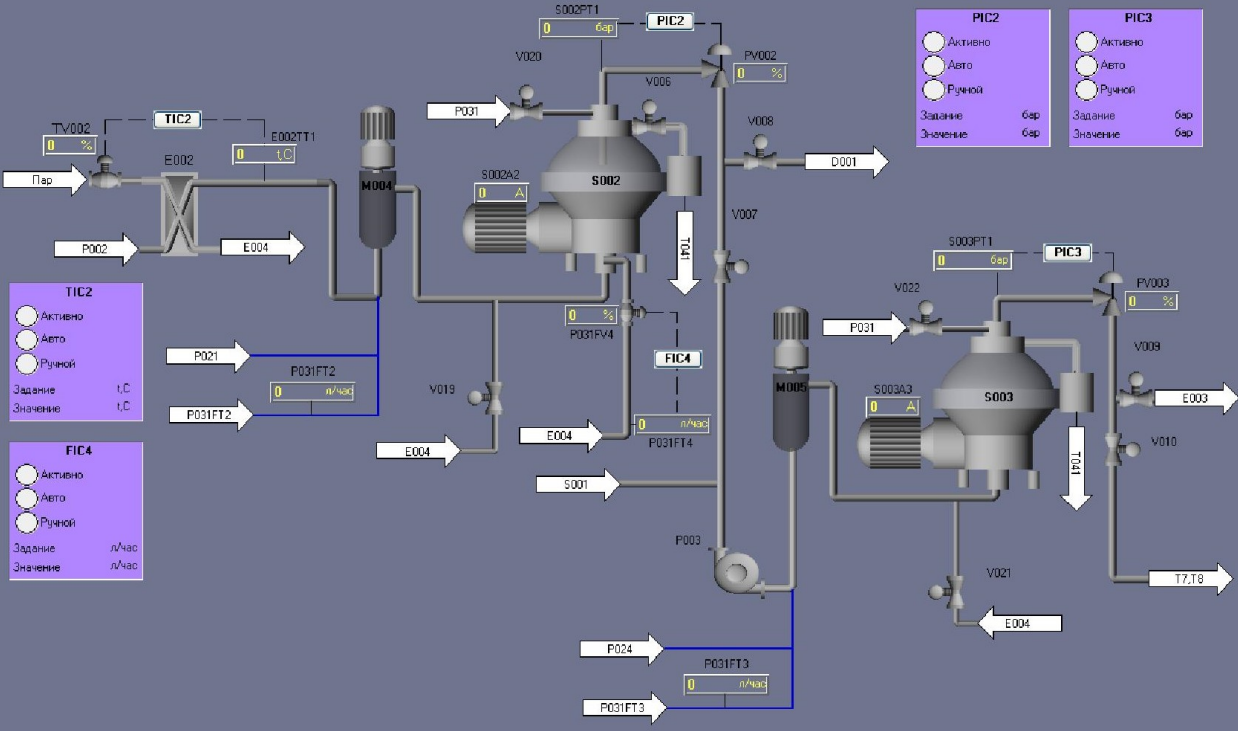 S002PT1
0 бар
PIC2
PV002
0 %
V020
V006
P031
TV002
0 %
TIC2
E002TT1
0 t,C
E002
Пар
P002
E004
M004
S002A2
0 A
S002
T041
V008
D001
V007
PIC2
Активно
Авто
Ручной
Задание бар
Значение бар
PIC3
Активно
Авто
Ручной
Задание бар
Значение бар
TIC2
Активно
Авто
Ручной
Задание t,C
Значение t,C
P021
P031FT2
0 л/час
P031FT2
V019
E004
0 %
P031FV4
FIC4
0 л/час
P031FT4
E004
S001
P003
FIC4
Активно
Авто
Ручной
Задание л/час
Значение л/час
S003PT1
0 бар
PIC3
PV003
0 %
V022
P031
M005
S003A3
0 A
S003
T041
V009
E003
V010
V021
E004
T7,T8
P024
P031FT3
0 л/час
P031FT3